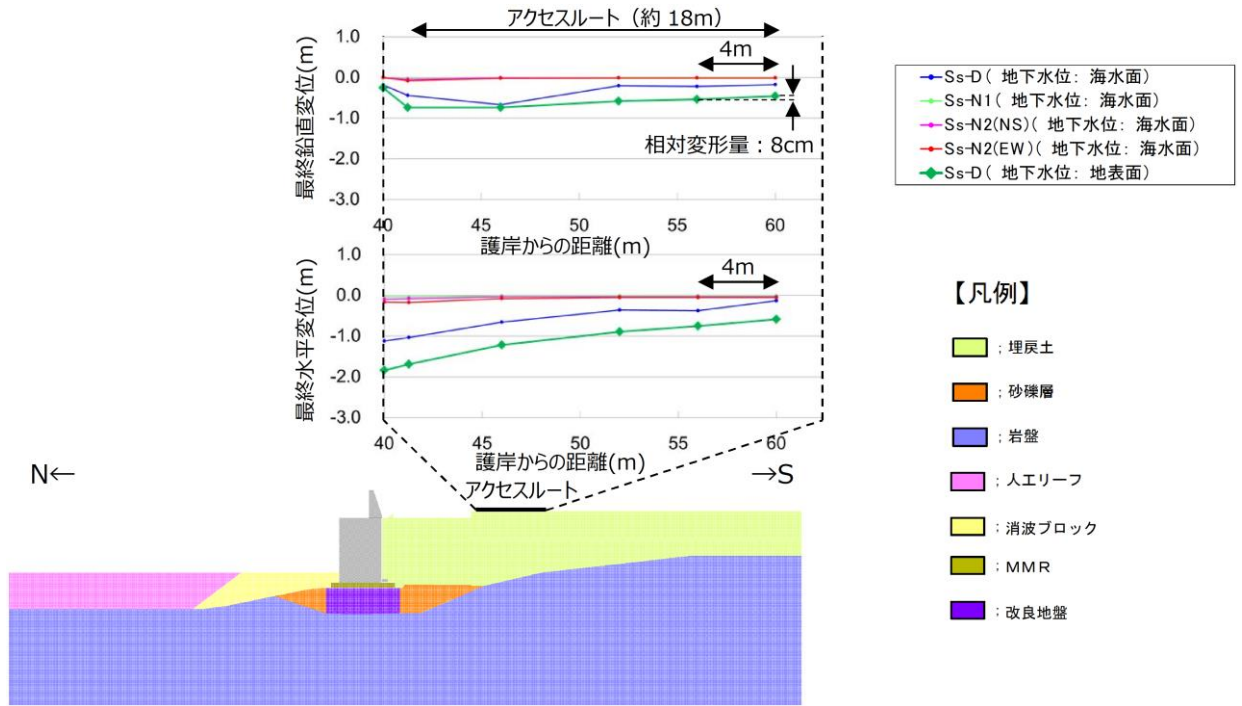 アクセスルート（約 18m）
最終鉛直変位(m)
1.0
0.0
-1.0
-2.0
-3.0
4m
相対変形量：8cm
40 45 50 55 60
護岸からの距離(m)
Ss-D( 地下水位: 海水面)
Ss-N1( 地下水位: 海水面)
Ss-N2(NS)( 地下水位: 海水面)
Ss-N2(EW)( 地下水位: 海水面)
Ss-D( 地下水位: 地表面)
最終水平変位(m)
1.0
0.0
-1.0
-2.0
-3.0
4m
40 45 50 55 60
護岸からの距離(m)
N←
アクセスルート
→S
【凡例】
；埋戻土
；砂礫層
；岩盤
；人工リーフ
；消波ブロック
；MMR
；改良地盤